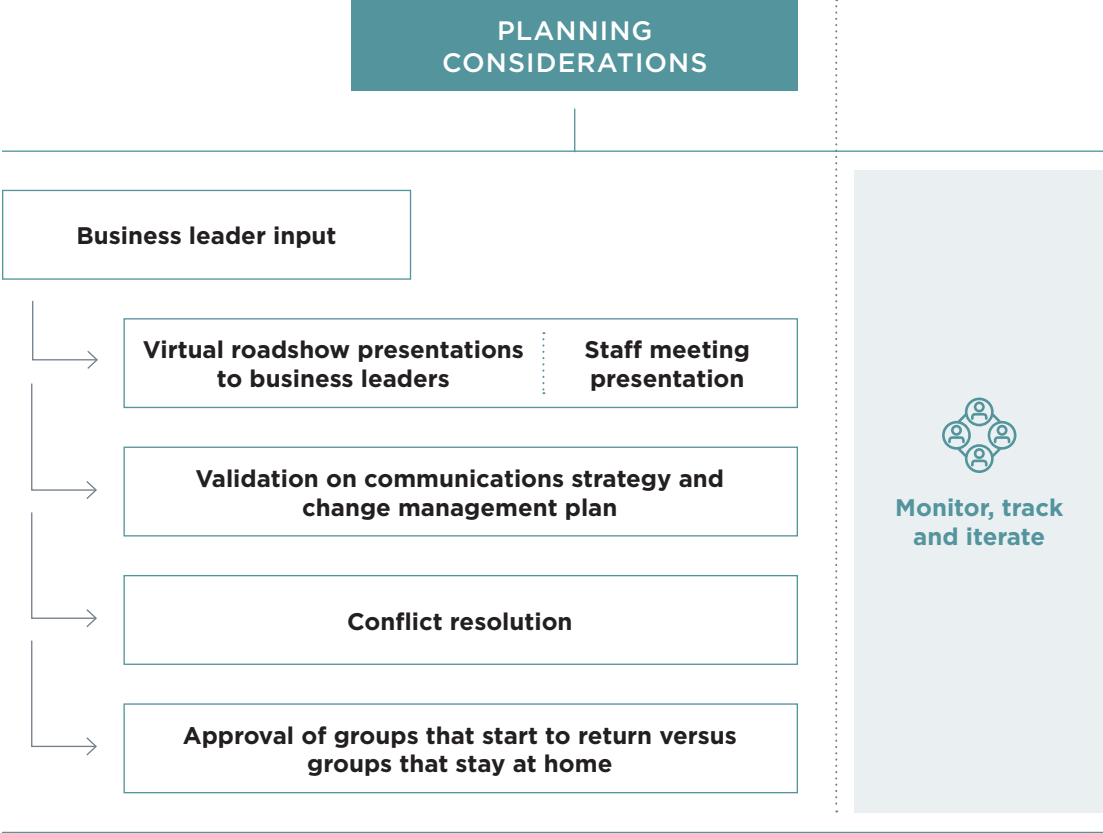 PLANNING
CONSIDERATIONS
Business leader input
Virtual roadshow presentations
to business leaders
Staff meeting
presentation
Validation on communications strategy and
change management plan
Conflict resolution
Approval of groups that start to return versus
groups that stay at home
Monitor, track
and iterate